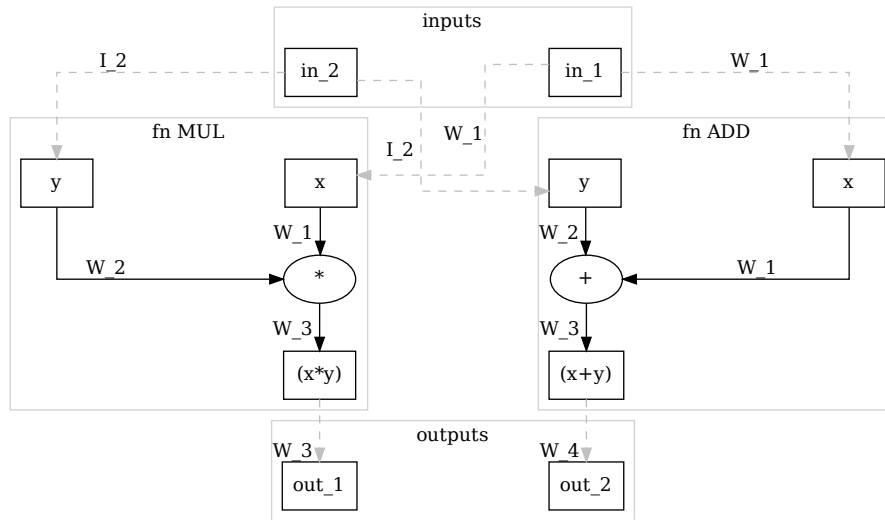 inputs
I_2
in_2
in_1
W_1
fn MUL
I_2
W_1
fn ADD
y
x
y
x
W_1
W_2
W_2
*
+
W_1
W_3
W_3
(x*y)
(x+y)
outputs
W_3
W_4
out_1
out_2